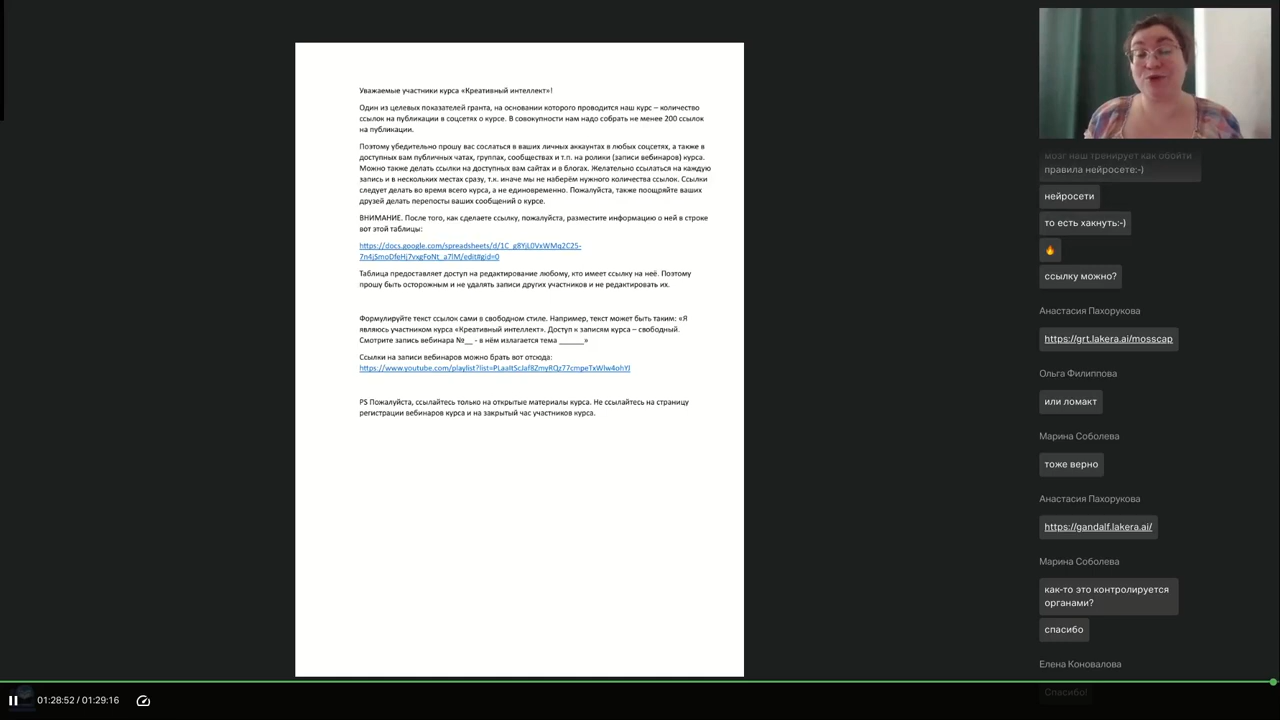 Уважаемые участники курса «Креативный интеллект»!
Один из целевых показателей гранта, на основании которого проводится наш курс – количество
ссылок на публикации в соцсетях о курсе. В совокупности нам надо собрать не менее 200 ссылок
на публикации.
Поэтому убедительно прошу вас сослаться в ваших личных аккаунтах в любых соцсетях, а также в
доступных вам публичных чатах, группах, сообществах и т.п. на ролики (записи вебинаров) курса.
Можно также делать ссылки на доступных вам сайтах и в блогах. Желательно ссылаться на каждую
запись и в нескольких местах сразу, т.к. иначе мы не наберём нужного количества ссылок. Ссылки
следует делать во время всего курса, а не единовременно. Пожалуйста, также поощряйте ваших
друзей делать перепосты ваших сообщений о курсе.
ВНИМАНИЕ. После того, как сделаете ссылку, пожалуйста, разместите информацию о ней в строке
вот этой таблицы:
Таблица предоставляет доступ на редактирование любому, кто имеет ссылку на неё. Поэтому
прошу быть осторожным и не удалять записи других участников и не редактировать их.
Формулируйте текст ссылок сами в свободном стиле. Например, текст может быть таким: «Я
являюсь участником курса «Креативный интеллект». Доступ к записям курса – свободный.
Смотрите запись вебинара №__ - в нём излагается тема ______»
Ссылки на записи вебинаров можно брать вот отсюда:
PS Пожалуйста, ссылайтесь только на открытые материалы курса. Не ссылайтесь на страницу
регистрации вебинаров курса и на закрытый час участников курса.
мозг наш тренирует как обойти
правила нейросете:-)
нейросети
то есть хакнуть:-)
ссылку можно?
Анастасия Пахорукова
https://grt.lakera.ai/mosscap
Ольга Филиппова
или ломакт
Марина Соболева
тоже верно
Анастасия Пахорукова
https://gandalf.lakera.ai/
Марина Соболева
как-то это контролируется
органами?
спасибо
Елена Коновалова
Спасибо!
01:28:52 / 01:29:16